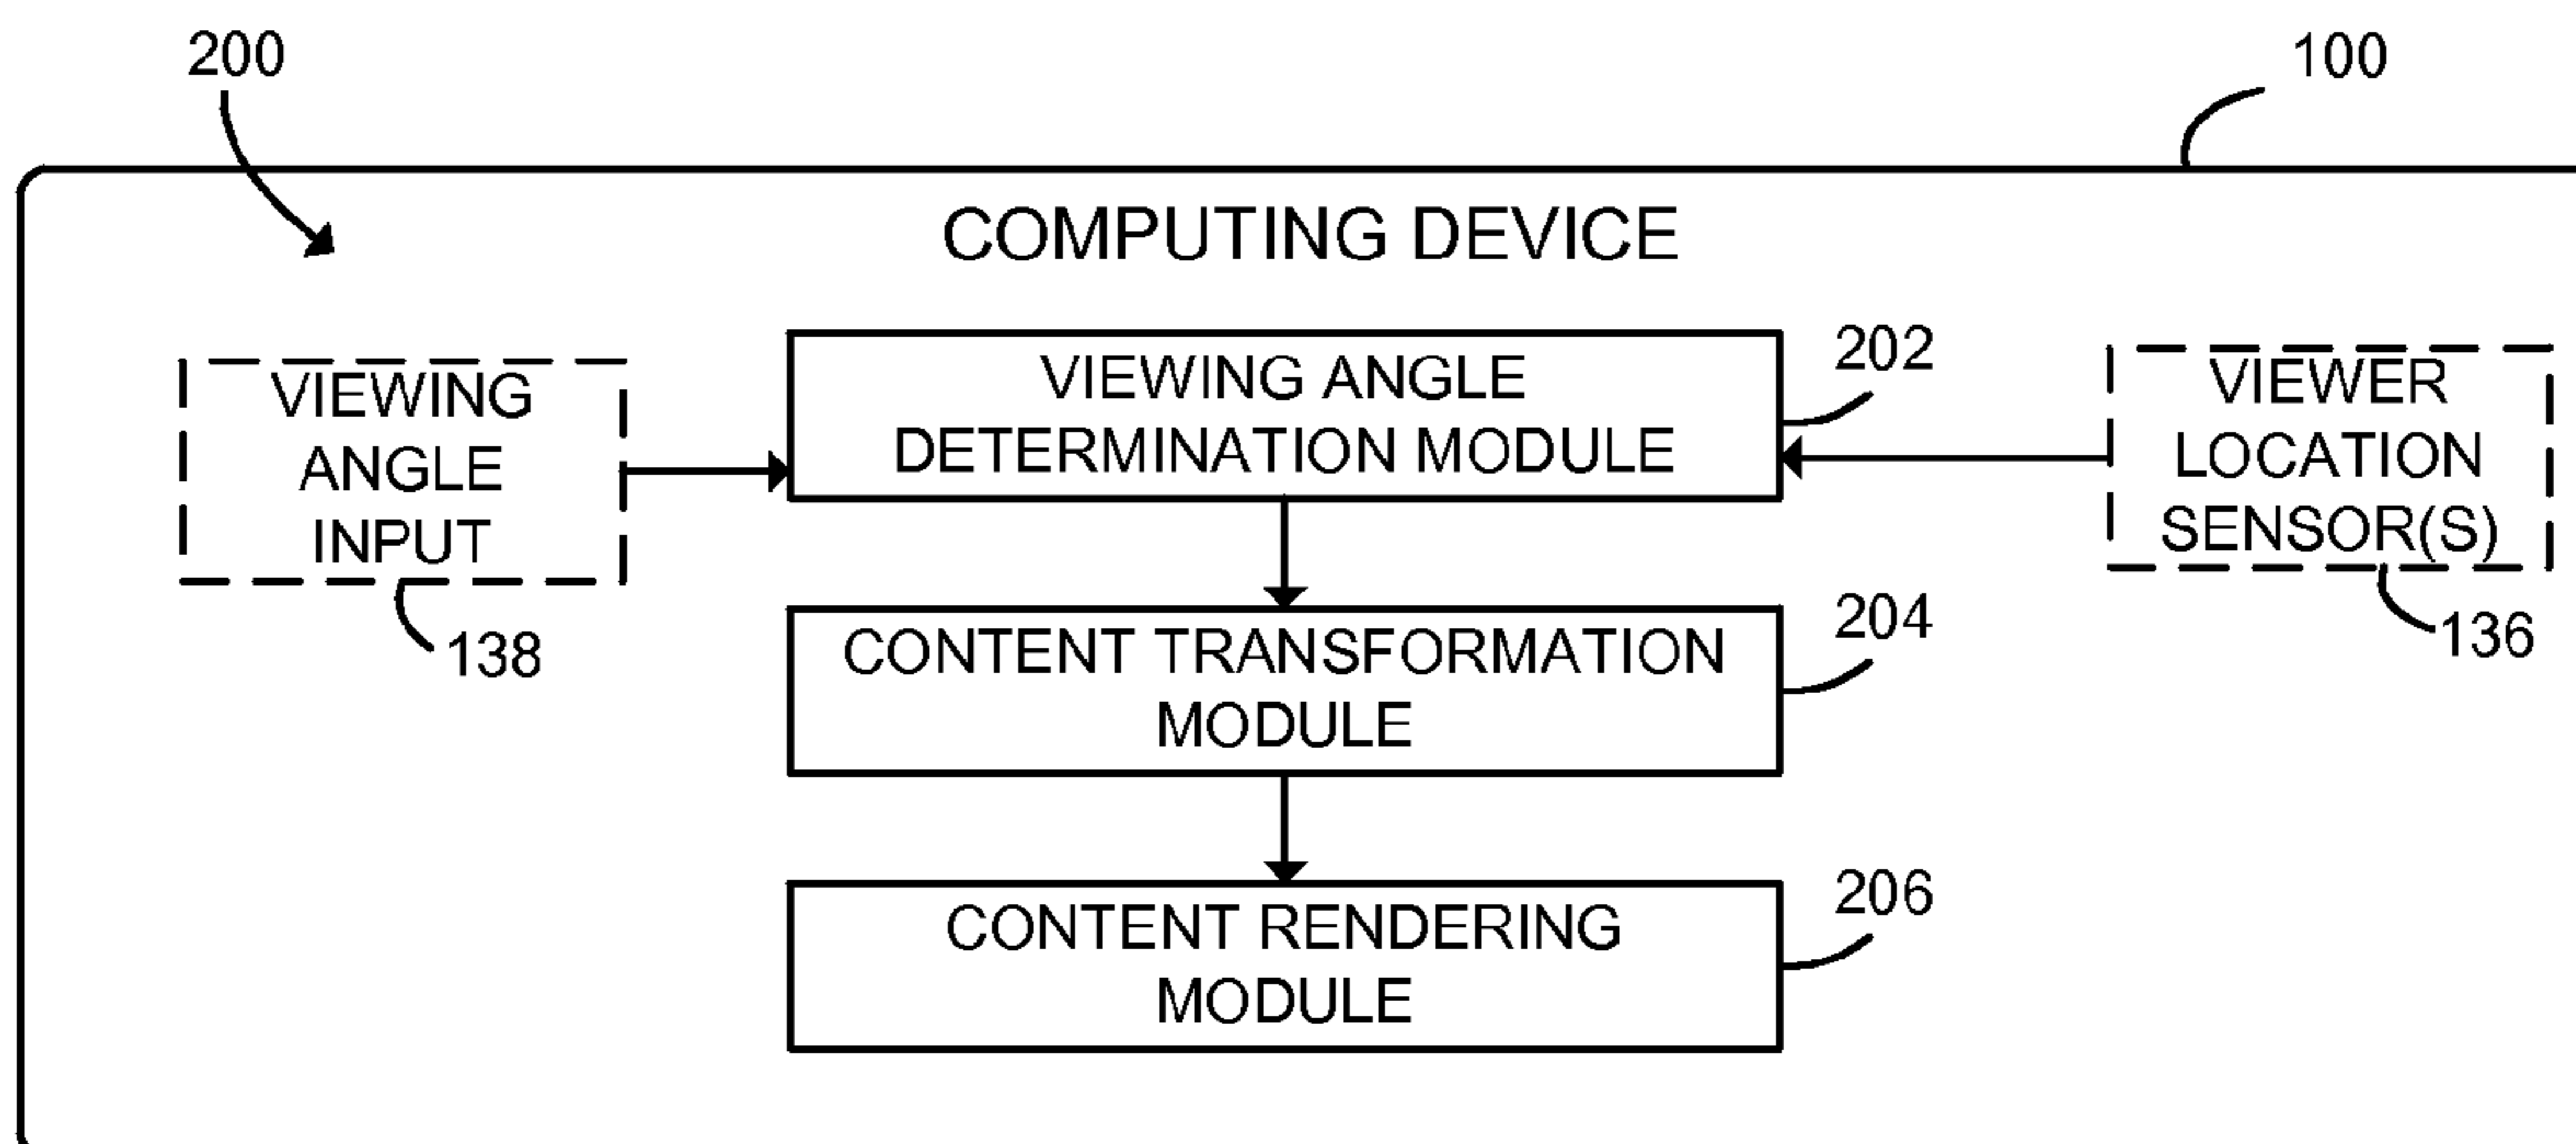 200
100
COMPUTING DEVICE
VIEWING
ANGLE
INPUT
138
VIEWING ANGLE
DETERMINATION MODULE
202
VIEWER
LOCATION
SENSOR(S)
136
CONTENT TRANSFORMATION
MODULE
204
CONTENT RENDERING
MODULE
206